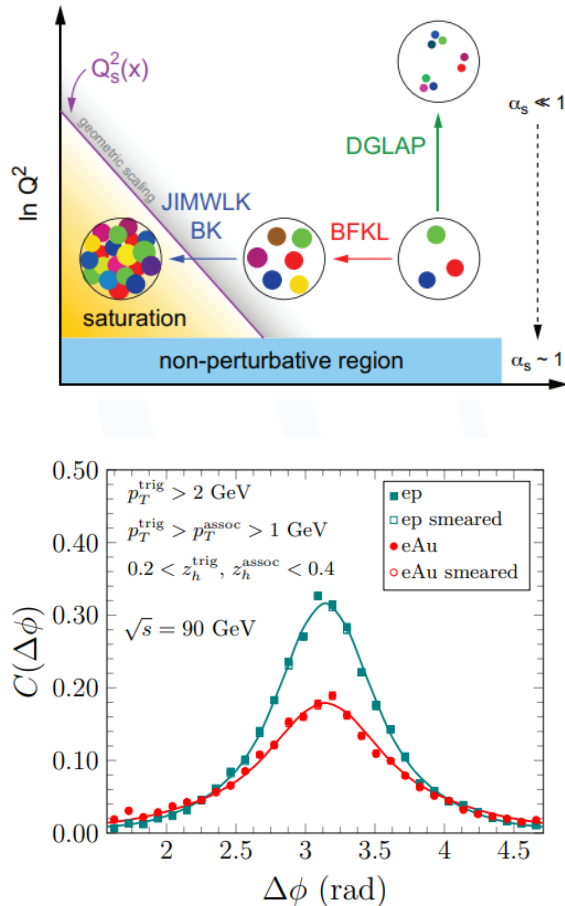 Q_s^2(x)
geometric scaling
α_s ≪ 1
DGLAP
ln Q^2
JIMWLK
BK
BFKL
saturation
non-perturbative region
α_s ~ 1
0.50
0.40
0.30
0.20
0.10
0.00
C(Δϕ)
p_T^trig > 2 GeV
p_T^trig > p_T^assoc > 1 GeV
0.2 < z_h^trig, z_h^assoc < 0.4
√s = 90 GeV
ep
ep smeared
eAu
eAu smeared
2 2.5 3 3.5 4 4.5
Δϕ (rad)